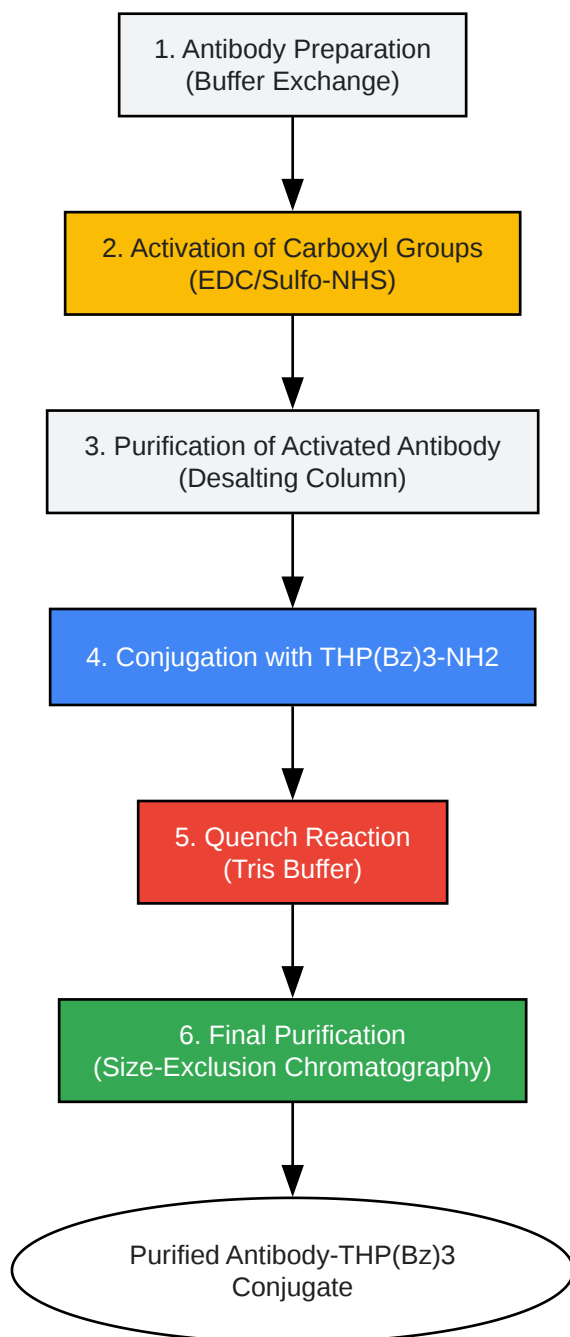 1. Antibody Preparation
(Buffer Exchange)
2. Activation of Carboxyl Groups
(EDC/Sulfo-NHS)
3. Purification of Activated Antibody
(Desalting Column)
4. Conjugation with THP(Bz)3-NH2
5. Quench Reaction
(Tris Buffer)
6. Final Purification
(Size-Exclusion Chromatography)
Purified Antibody-THP(Bz)3
Conjugate